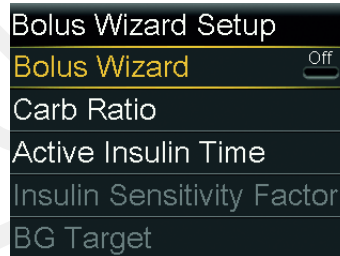 Bolus Wizard Setup
Bolus Wizard Off
Carb Ratio
Active Insulin Time
Insulin Sensitivity Factor
BG Target